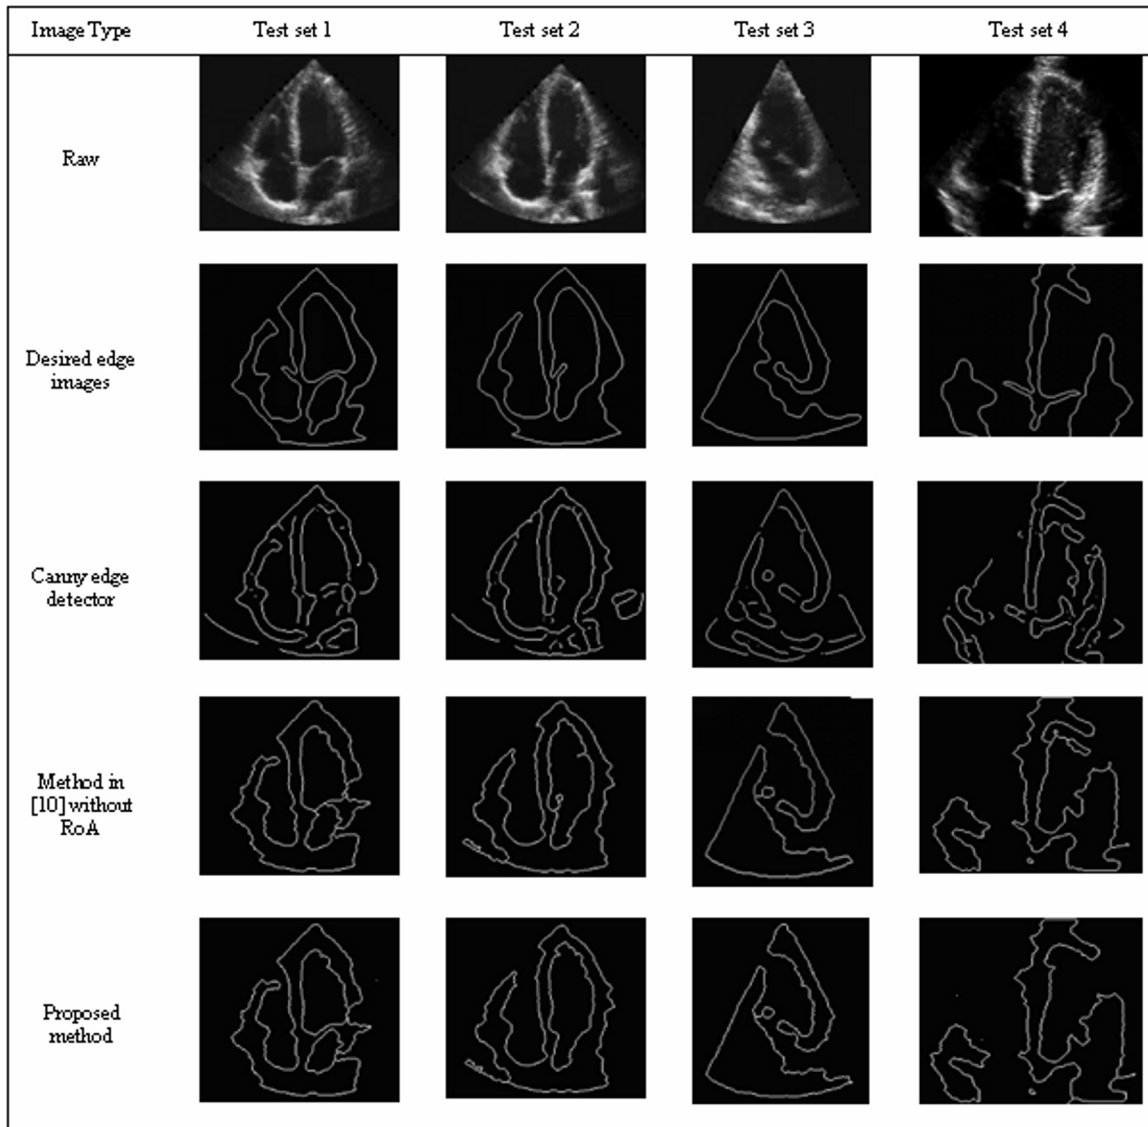 Image Type Test set 1 Test set 2 Test set 3 Test set 4
Raw
Desired edge
images
Canny edge
detector
Method in
[10] without
RoA
Proposed
method